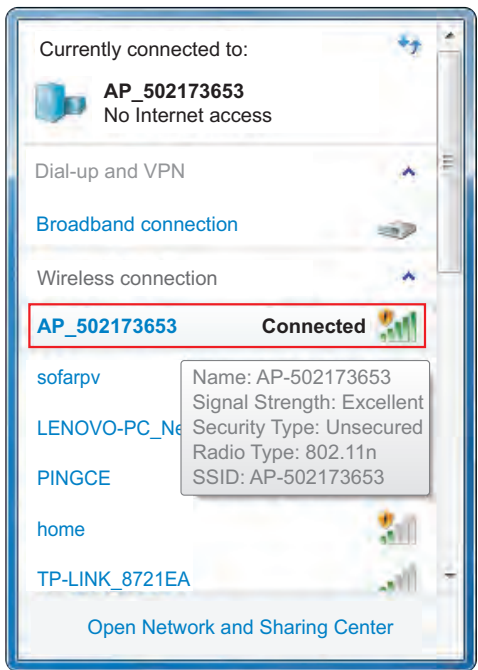 Currently connected to:
AP_502173653
No Internet access
Dial-up and VPN
Broadband connection
Wireless connection
AP_502173653 Connected
sofarpv
Name: AP-502173653
Signal Strength: Excellent
LENOVO-PC_Ne
Security Type: Unsecured
Radio Type: 802.11n
PINGCE
SSID: AP-502173653
home
TP-LINK_8721EA
Open Network and Sharing Center